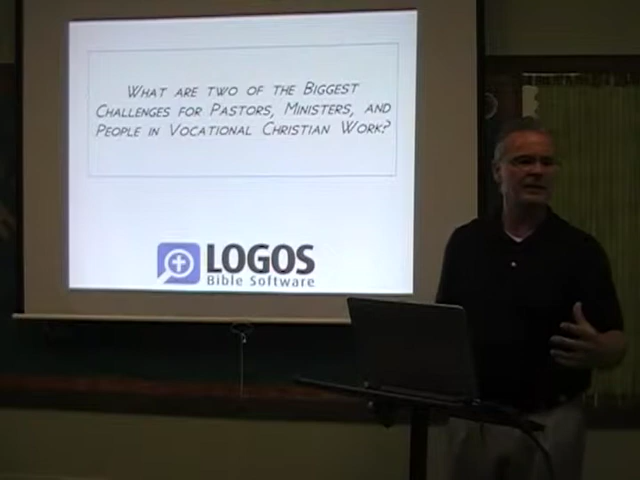 What are two of the Biggest
Challenges for Pastors, Ministers, and
People in Vocational Christian Work?
LOGOS
Bible Software